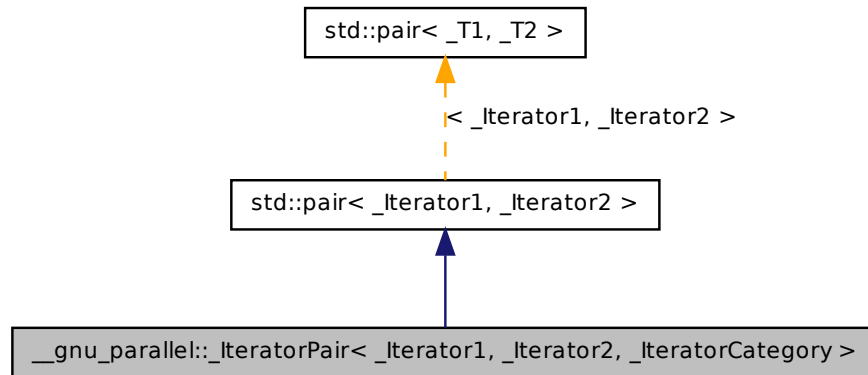 std::pair< _T1, _T2 >
< _Iterator1, _Iterator2 >
std::pair< _Iterator1, _Iterator2 >
__gnu_parallel::_IteratorPair< _Iterator1, _Iterator2, _IteratorCategory >